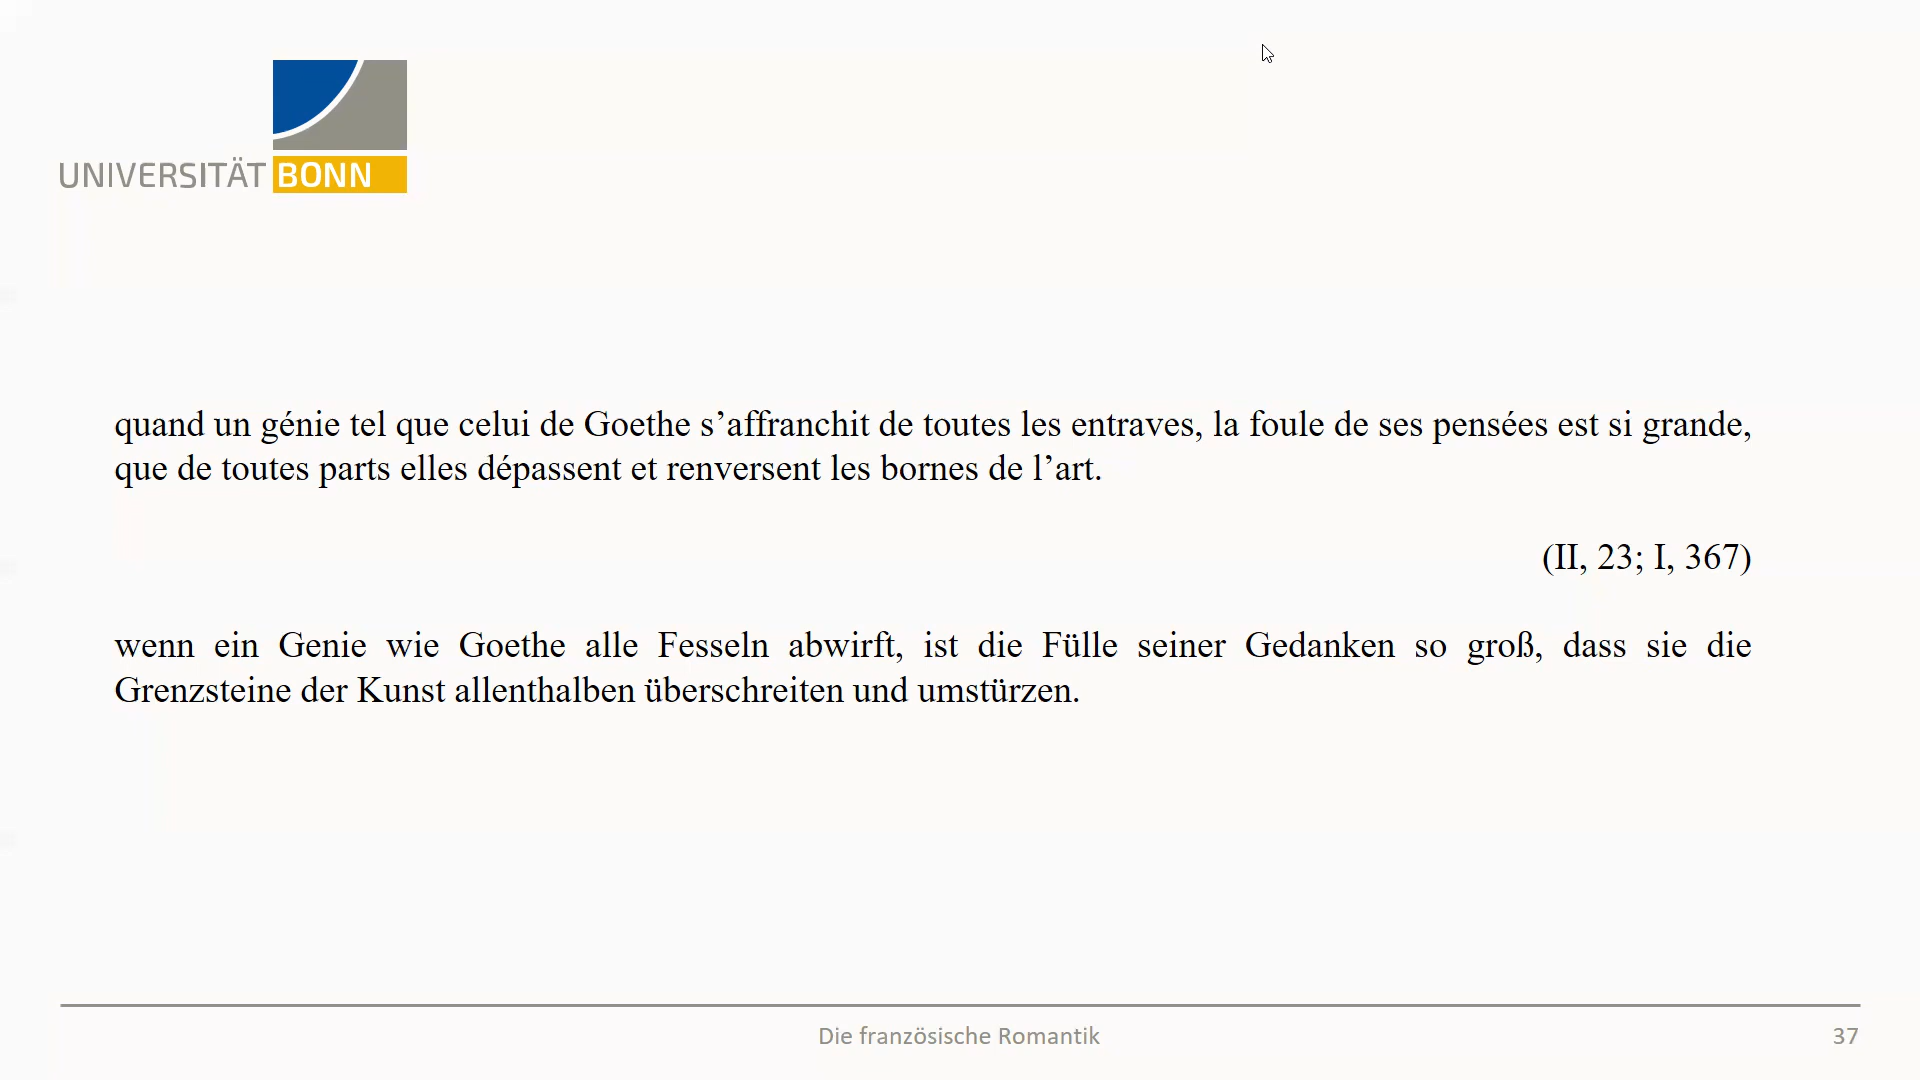 UNIVERSITÄT BONN
quand un génie tel que celui de Goethe s’affranchit de toutes les entraves, la foule de ses pensées est si grande,
que de toutes parts elles dépassent et renversent les bornes de l’art.
(II, 23; I, 367)
wenn ein Genie wie Goethe alle Fesseln abwirft, ist die Fülle seiner Gedanken so groß, dass sie die
Grenzsteine der Kunst allenthalben überschreiten und umstürzen.
Die französische Romantik
37